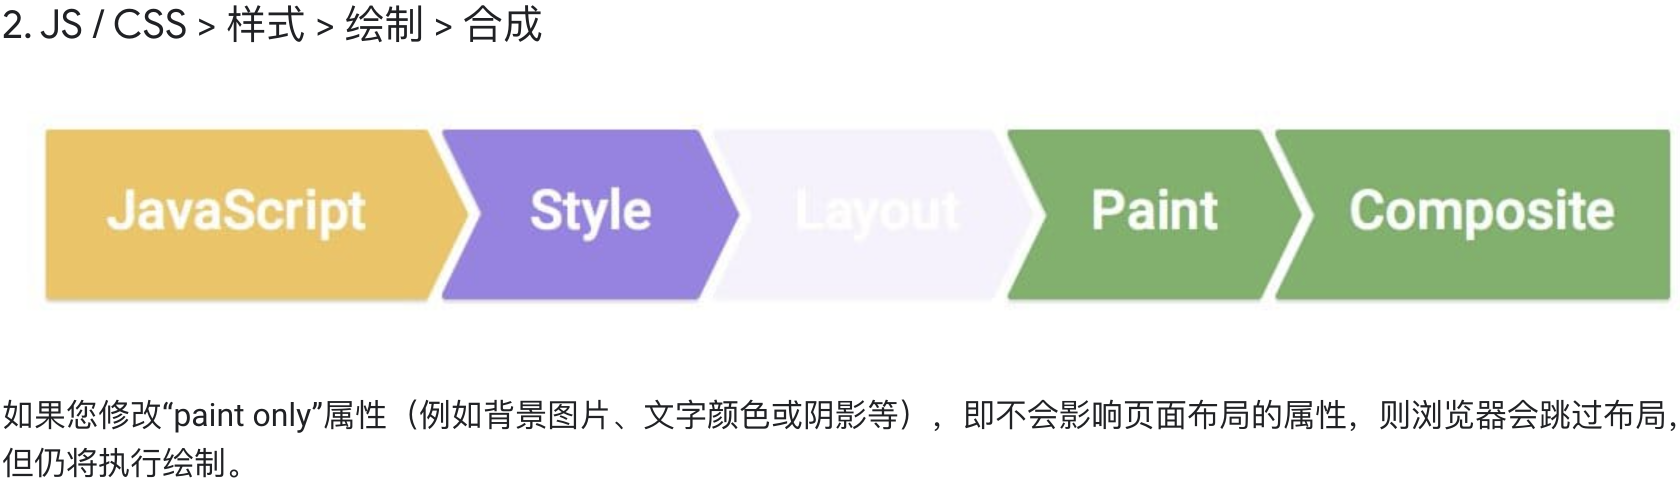 2. JS / CSS > 样式 > 绘制 > 合成
JavaScript Style Layout Paint Composite
如果您修改“paint only”属性（例如背景图片、文字颜色或阴影等），即不会影响页面布局的属性，则浏览器会跳过布局，
但仍将执行绘制。